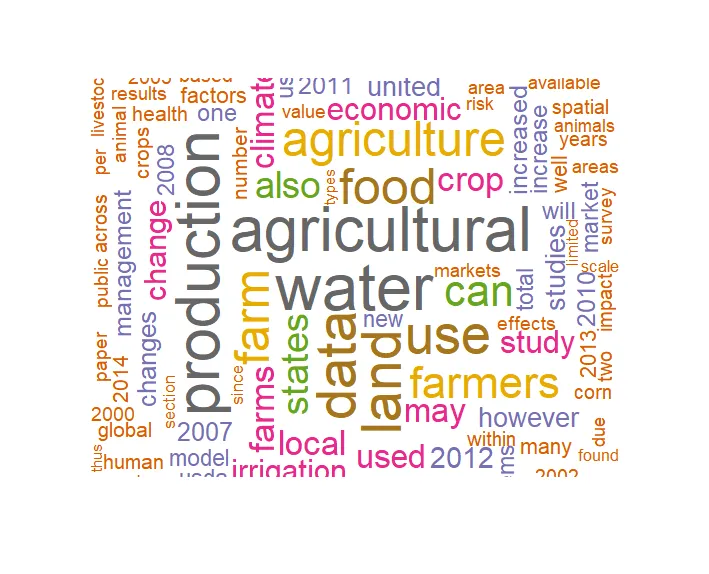 2005 based
us 2011 united
available
results factors
area
risk
livestoc
climate
value economic
increased
spatial
health one
animals
animal
number
agriculture
increase
years
crops
2008
production
also
types
food crop
well
areas
per
management
change
agricultural
will
market
survey
public across
studies
limited
water
markets
scale
farm
can
total
2010
impacts
states
data
new
land
use
effects
study
2013
two
paper
2014
changes
since
farms
farmers
corn
section
may
however
2000
global
2007
local
within many
due
thus
human model
used 2012
ems
found
usda irrigation
2002